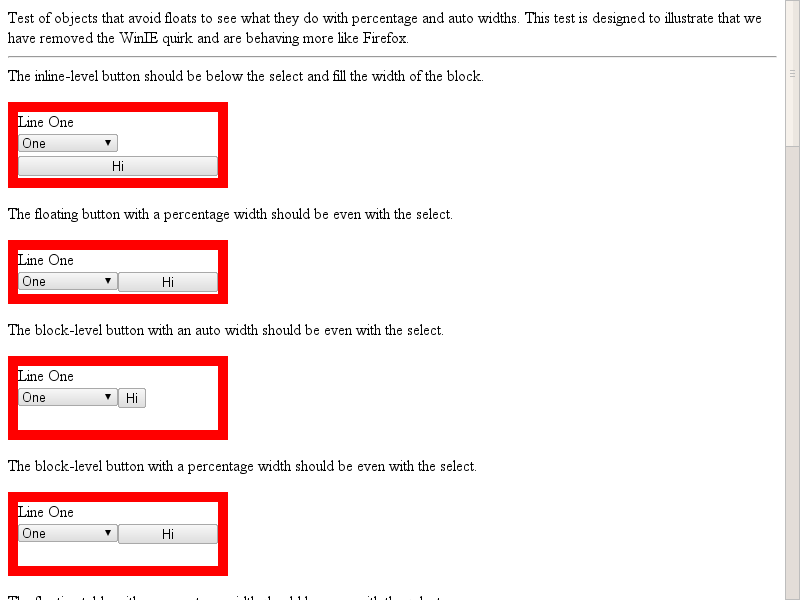 Test of objects that avoid floats to see what they do with percentage and auto widths. This test is designed to illustrate that we
have removed the WinIE quirk and are behaving more like Firefox.
The inline-level button should be below the select and fill the width of the block.
Line One
One
Hi
The floating button with a percentage width should be even with the select.
Line One
One Hi
The block-level button with an auto width should be even with the select.
Line One
One Hi
The block-level button with a percentage width should be even with the select.
Line One
One Hi